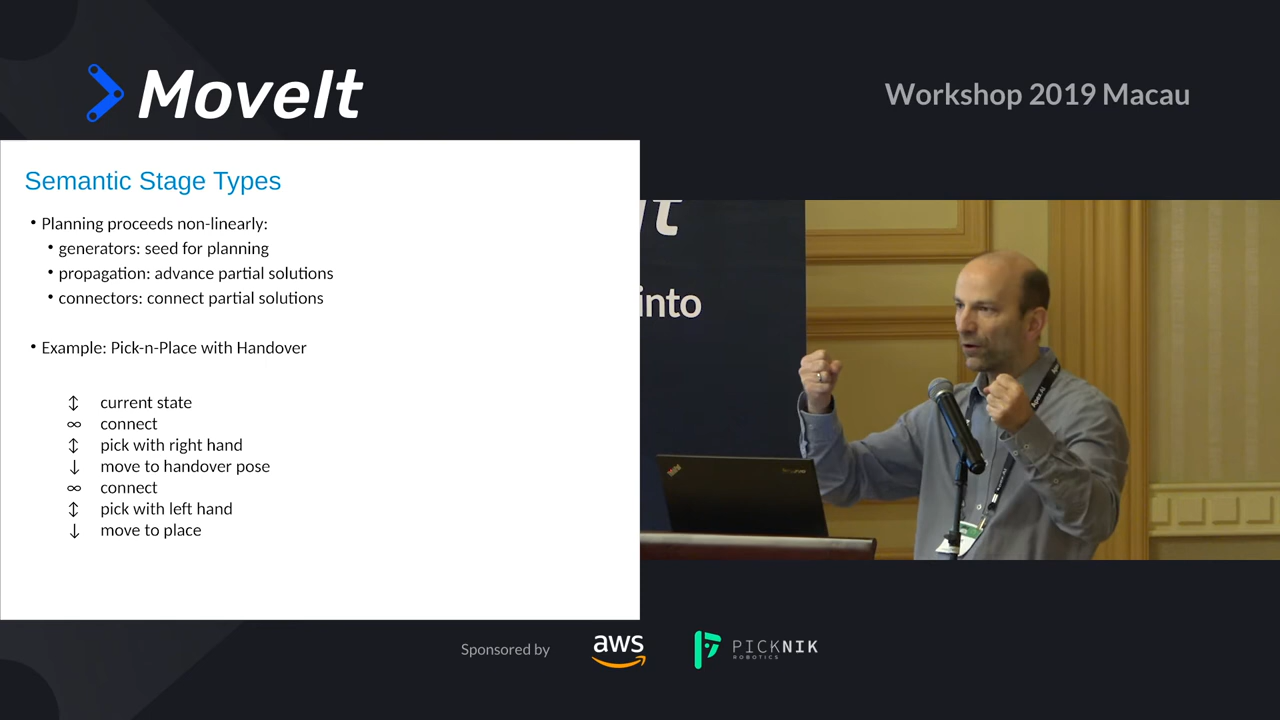 MoveIt
Workshop 2019 Macau
Semantic Stage Types
• Planning proceeds non-linearly:
• generators: seed for planning
• propagation: advance partial solutions
• connectors: connect partial solutions
• Example: Pick-n-Place with Handover
↕ current state
∞ connect
↕ pick with right hand
↓ move to handover pose
∞ connect
↕ pick with left hand
↓ move to place
It
into
Sponsored by
aws
PICKNIK
ROBOTICS